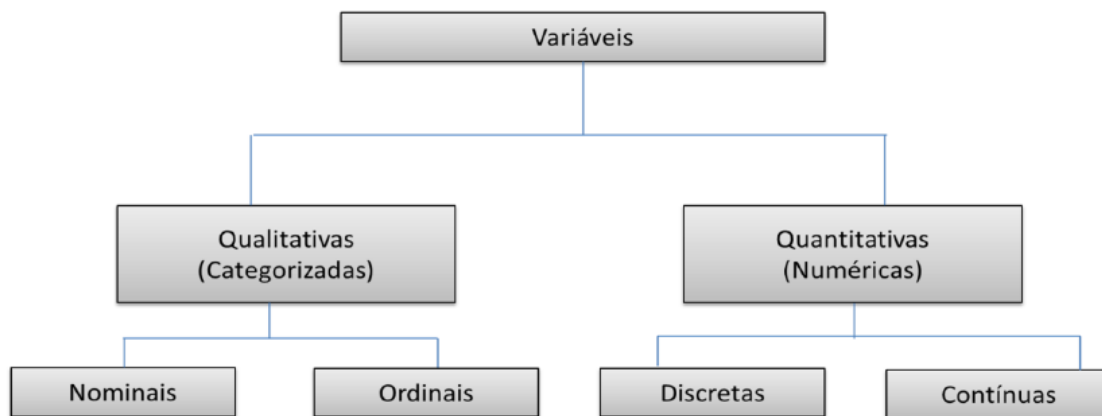 Variáveis
Qualitativas
(Categorizadas)
Quantitativas
(Numéricas)
Nominais
Ordinais
Discretas
Contínuas